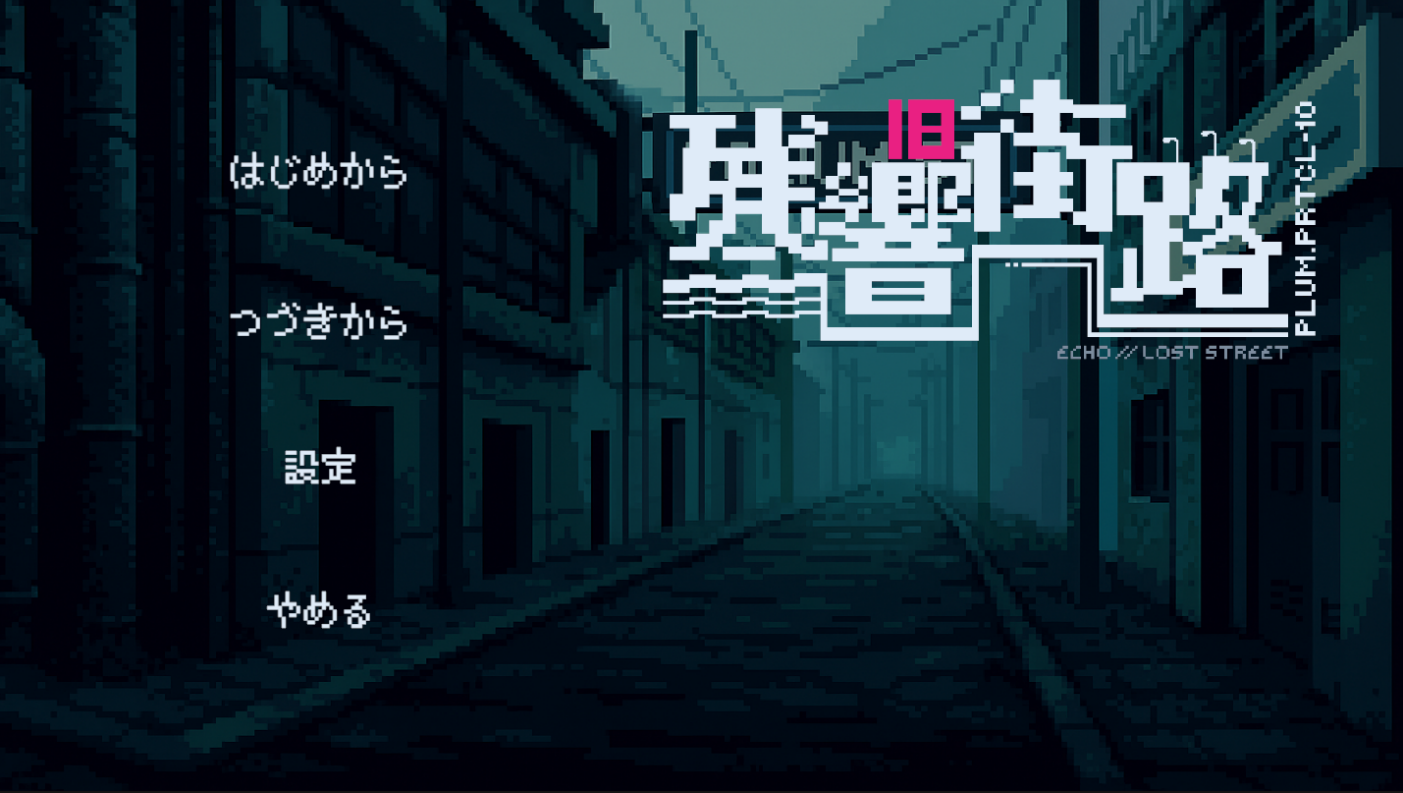 残響旧街路
PLUM.PRTCL-10
ECHO // LOST STREET
はじめから
つづきから
設定
やめる